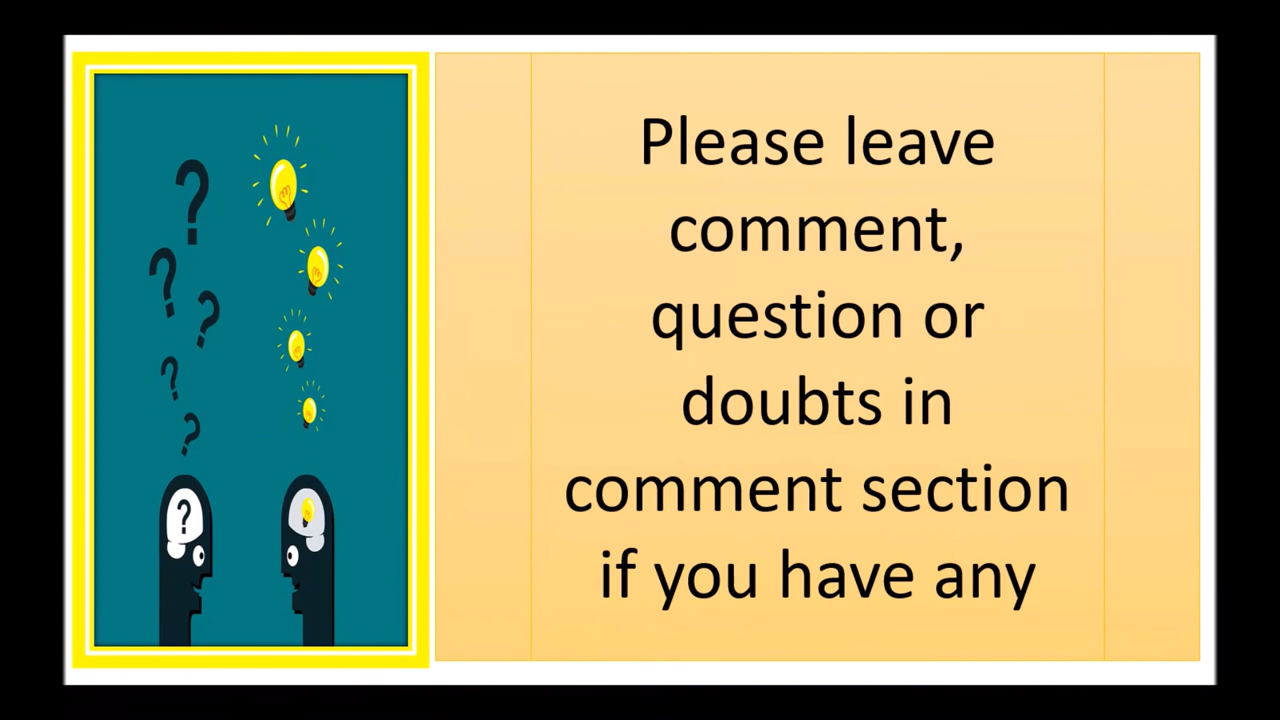 Please leave
comment,
question or
doubts in
comment section
if you have any